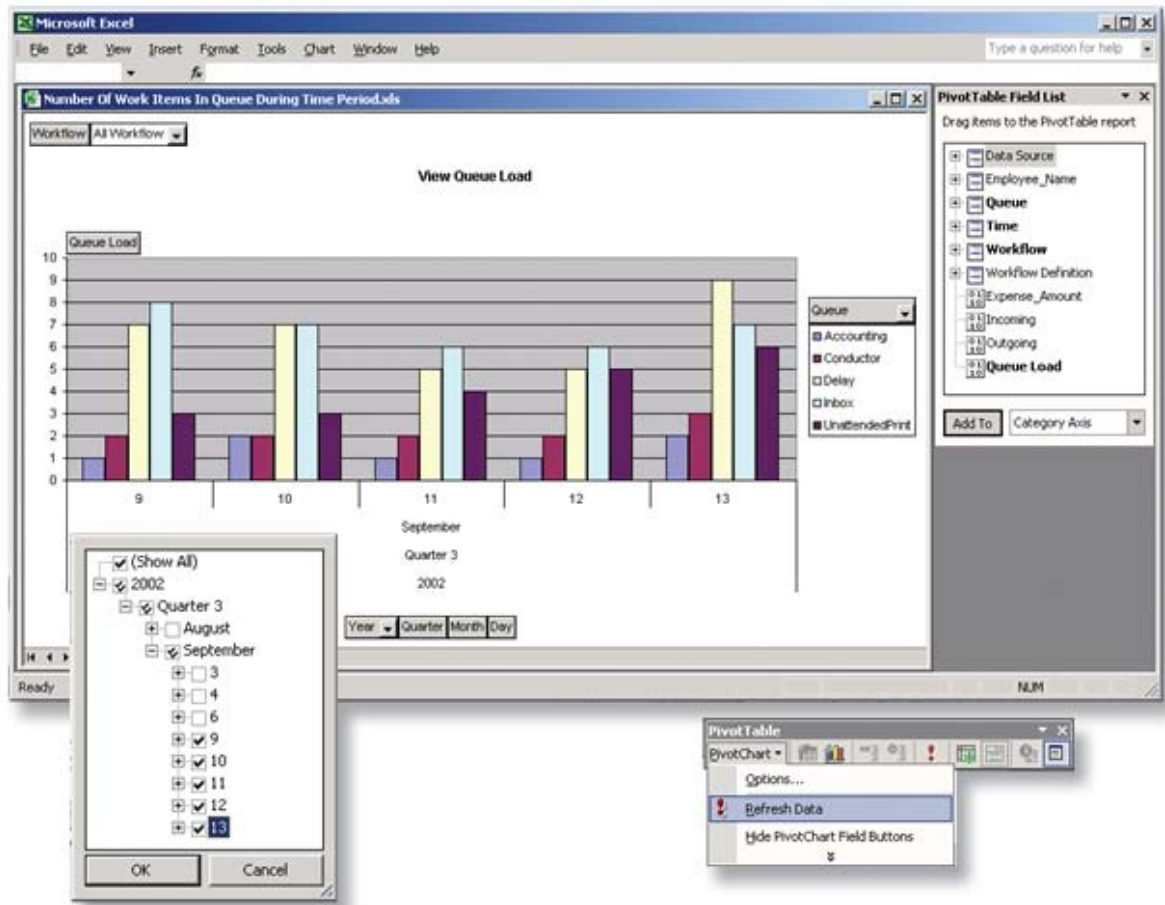 Microsoft Excel
File Edit View Insert Format Tools Chart Window Help
Type a question for help
fx
Number Of Work Items In Queue During Time Period.xls
Workflow All Workflow
View Queue Load
Queue Load
10
9
8
7
6
5
4
3
2
1
0
9 10 11 12 13
September
Quarter 3
2002
Queue
Accounting
Conductor
Delay
Inbox
UnattendedPrint
Year Quarter Month Day
Ready
NUM
PivotTable Field List
Drag items to the PivotTable report
Data Source
Employee_Name
Queue
Time
Workflow
Workflow Definition
Expense_Amount
Incoming
Outgoing
Queue Load
Add To Category Axis
(Show All)
2002
Quarter 3
August
September
3
4
6
9
10
11
12
13
OK Cancel
PivotTable
PivotChart
Options...
Refresh Data
Hide PivotChart Field Buttons